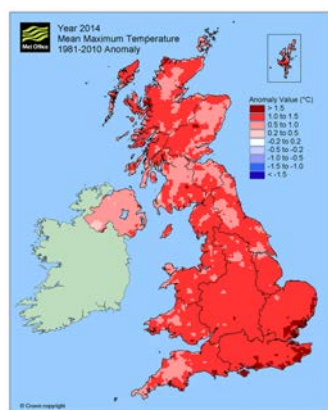 Met Office
Year 2014
Mean Maximum Temperature
1981-2010 Anomaly
Anomaly Value (°C)
> 1.5
1.0 to 1.5
0.5 to 1.0
0.2 to 0.5
-0.2 to 0.2
-0.5 to -0.2
-1.0 to -0.5
-1.5 to -1.0
< -1.5
© Crown copyright